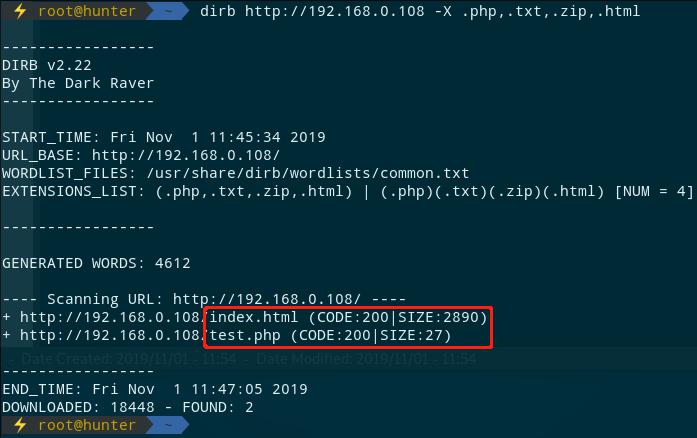 ⚡ root@hunter ~ dirb http://192.168.0.108 -X .php,.txt,.zip,.html
-----------------
DIRB v2.22
By The Dark Raver
-----------------
START_TIME: Fri Nov  1 11:45:34 2019
URL_BASE: http://192.168.0.108/
WORDLIST_FILES: /usr/share/dirb/wordlists/common.txt
EXTENSIONS_LIST: (.php,.txt,.zip,.html) | (.php)(.txt)(.zip)(.html) [NUM = 4]
-----------------
GENERATED WORDS: 4612
---- Scanning URL: http://192.168.0.108/ ----
+ http://192.168.0.108/index.html (CODE:200|SIZE:2890)
+ http://192.168.0.108/test.php (CODE:200|SIZE:27)
- Date Created: 2019/11/01 - 11:54 - Date Modified: 2019/11/01 - 11:54
-----------------
END_TIME: Fri Nov  1 11:47:05 2019
DOWNLOADED: 18448 - FOUND: 2
⚡ root@hunter ~